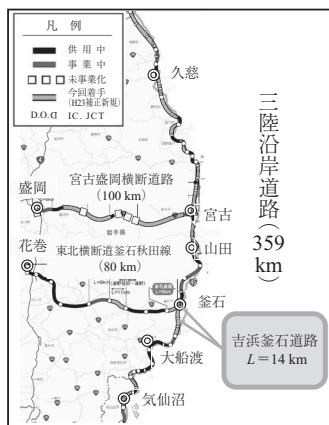 凡　例
供用中
事業中
未事業化
今回着手
(H23補正新規)
IC. JCT
久慈
宮古盛岡横断道路
(100 km)
盛岡
宮古
岩手県
花巻
東北横断道釜石秋田線
(80 km)
山田
釜石
大船渡
気仙沼
三陸沿岸道路(359 km)
吉浜釜石道路
L＝14 km